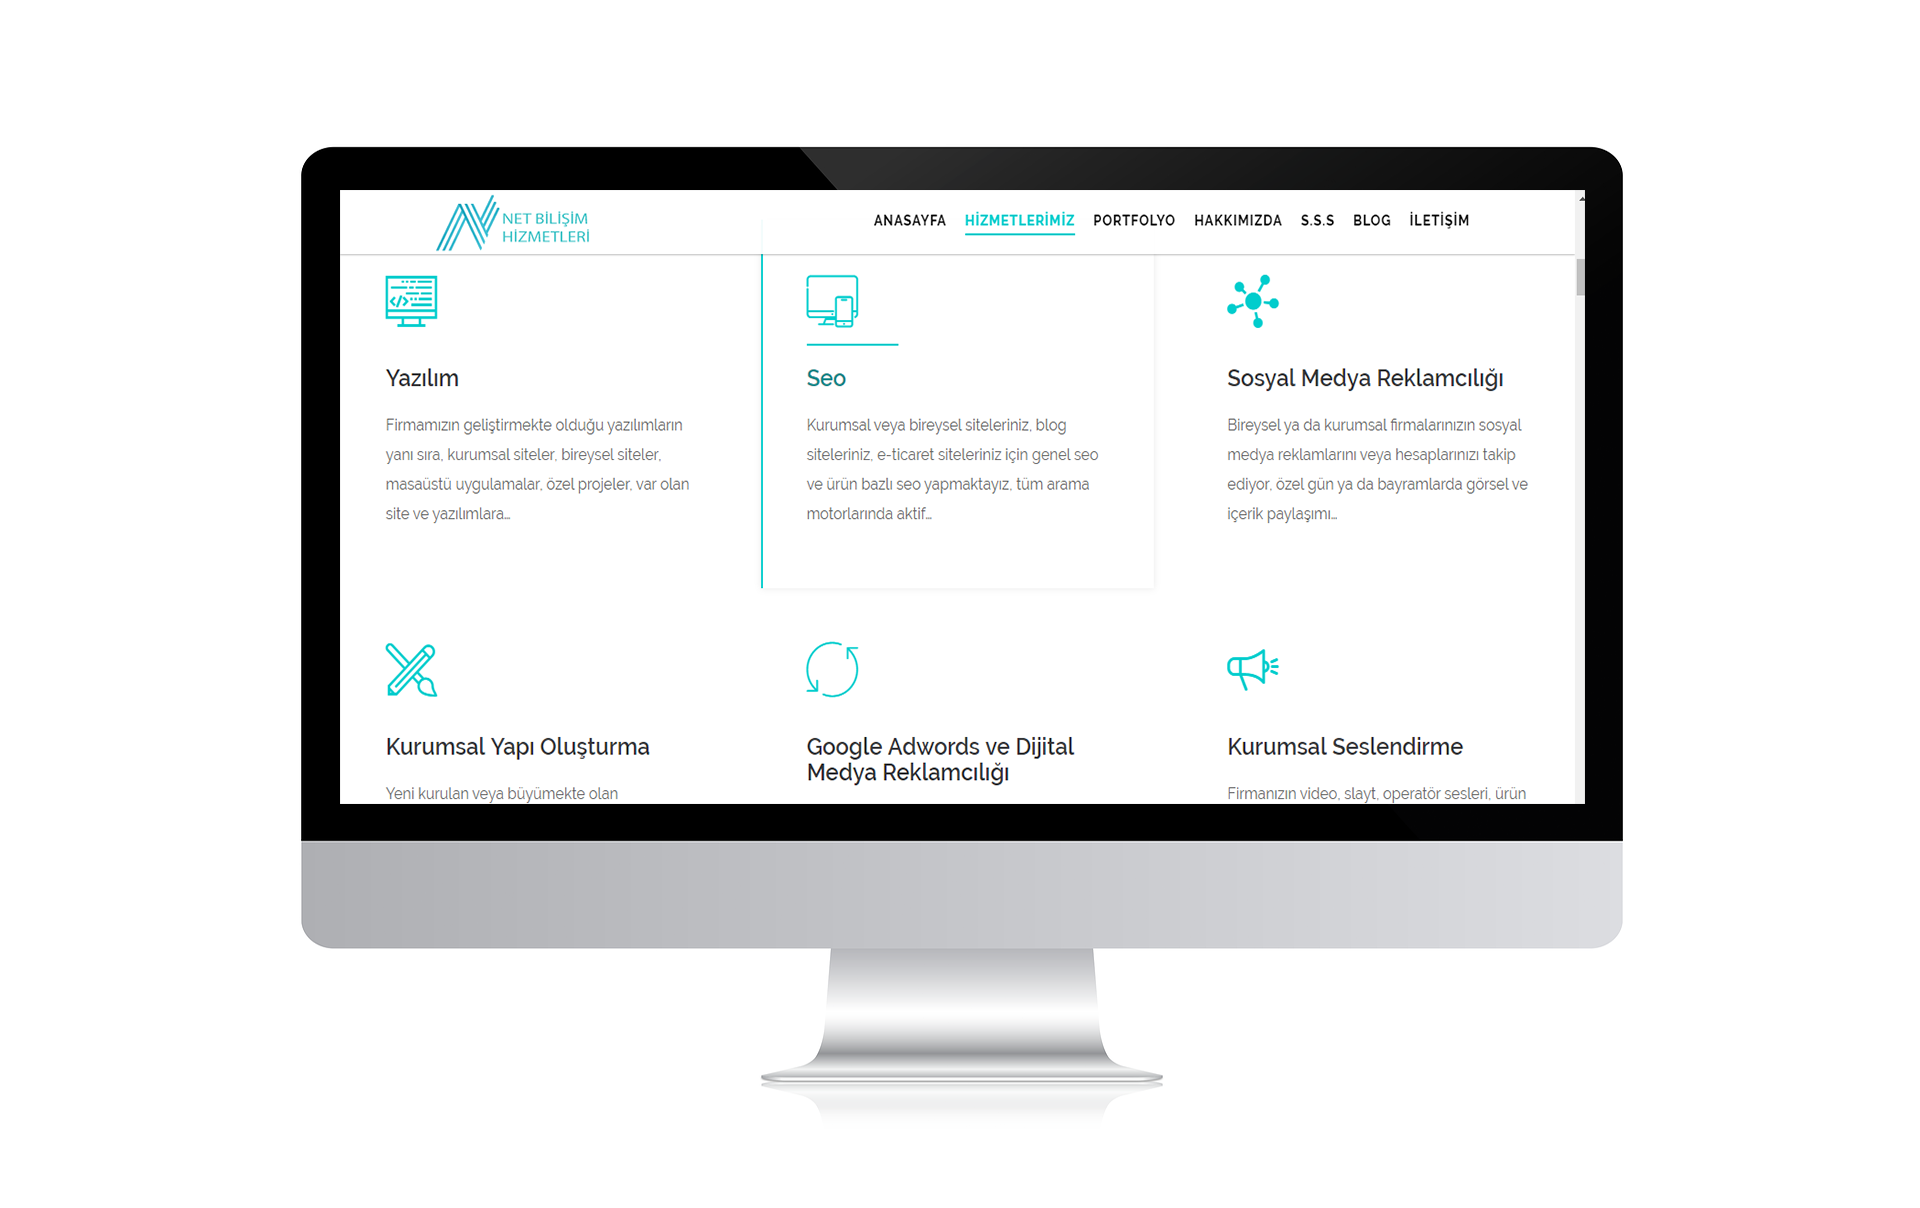 NET BİLİŞİM
HİZMETLERİ
ANASAYFA HİZMETLERİMİZ PORTFOLYO HAKKIMIZDA S.S.S BLOG İLETİŞİM
Yazılım
Firmamızın geliştirmekte olduğu yazılımların
yanı sıra, kurumsal siteler, bireysel siteler,
masaüstü uygulamalar, özel projeler, var olan
site ve yazılımlara...
Seo
Kurumsal veya bireysel siteleriniz, blog
siteleriniz, e-ticaret siteleriniz için genel seo
ve ürün bazlı seo yapmaktayız, tüm arama
motorlarında aktif...
Sosyal Medya Reklamcılığı
Bireysel ya da kurumsal firmalarınızın sosyal
medya reklamlarını veya hesaplarınızı takip
ediyor, özel gün ya da bayramlarda görsel ve
içerik paylaşımı...
Kurumsal Yapı Oluşturma
Yeni kurulan veya büyümekte olan
Google Adwords ve Dijital
Medya Reklamcılığı
Kurumsal Seslendirme
Firmanızın video, slayt, operatör sesleri, ürün